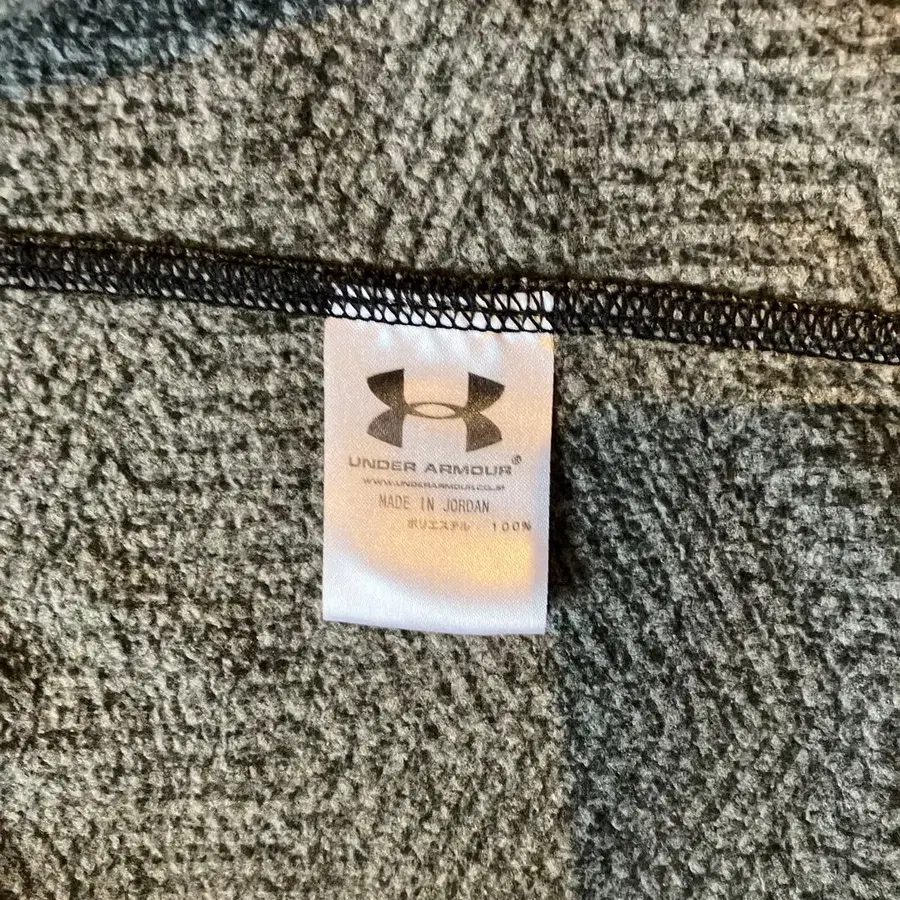 UNDER ARMOUR®
WWW.UNDERARMOUR.CO.JP
MADE IN JORDAN
ポリエステル 100%